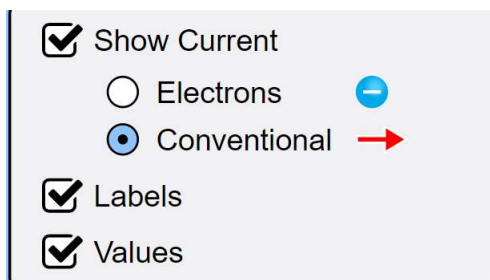 Show Current
Electrons
Conventional
Labels
Values